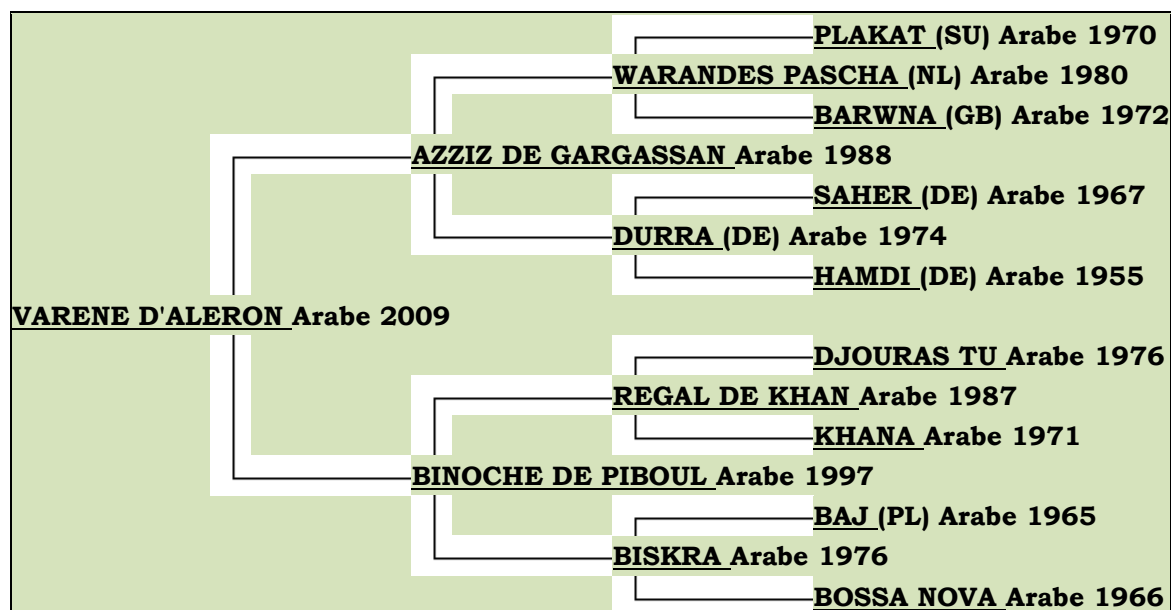 PLAKAT (SU) Arabe 1970
WARANDES PASCHA (NL) Arabe 1980
BARWNA (GB) Arabe 1972
AZZIZ DE GARGASSAN Arabe 1988
SAHER (DE) Arabe 1967
DURRA (DE) Arabe 1974
HAMDI (DE) Arabe 1955
VARENE D'ALERON Arabe 2009
DJOURAS TU Arabe 1976
REGAL DE KHAN Arabe 1987
KHANA Arabe 1971
BINOCHE DE PIBOUL Arabe 1997
BAJ (PL) Arabe 1965
BISKRA Arabe 1976
BOSSA NOVA Arabe 1966